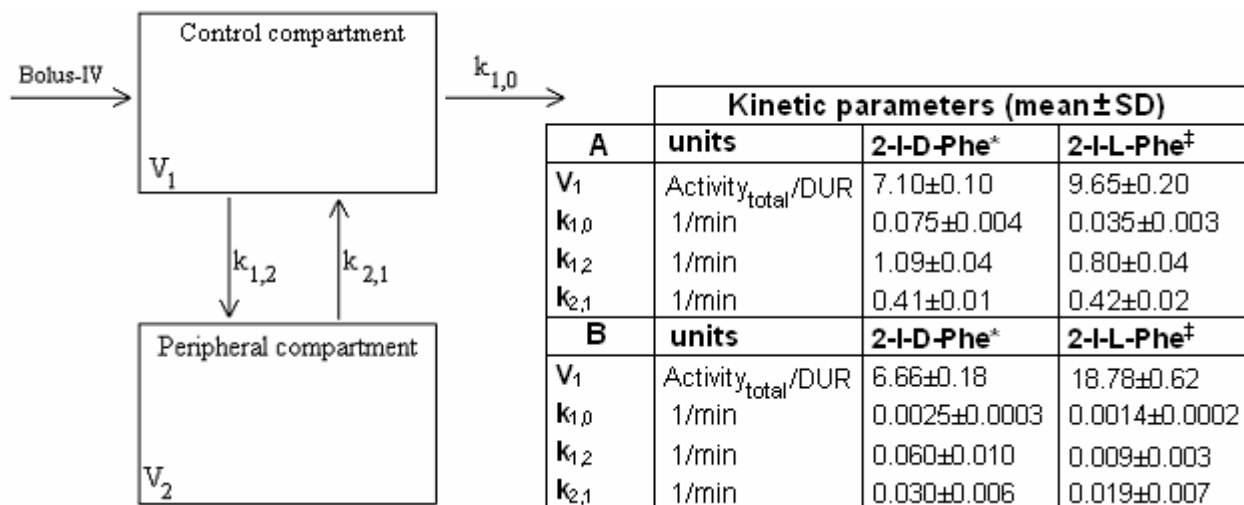 Control compartment
Bolus-IV
k1,0
V1
k1,2
k2,1
Peripheral compartment
V2
Kinetic parameters (mean±SD)
A units 2-I-D-Phe* 2-I-L-Phe‡
V1 Activity total/DUR 7.10±0.10 9.65±0.20
k1,0 1/min 0.075±0.004 0.035±0.003
k1,2 1/min 1.09±0.04 0.80±0.04
k2,1 1/min 0.41±0.01 0.42±0.02
B units 2-I-D-Phe* 2-I-L-Phe‡
V1 Activity total/DUR 6.66±0.18 18.78±0.62
k1,0 1/min 0.0025±0.0003 0.0014±0.0002
k1,2 1/min 0.060±0.010 0.009±0.003
k2,1 1/min 0.030±0.006 0.019±0.007